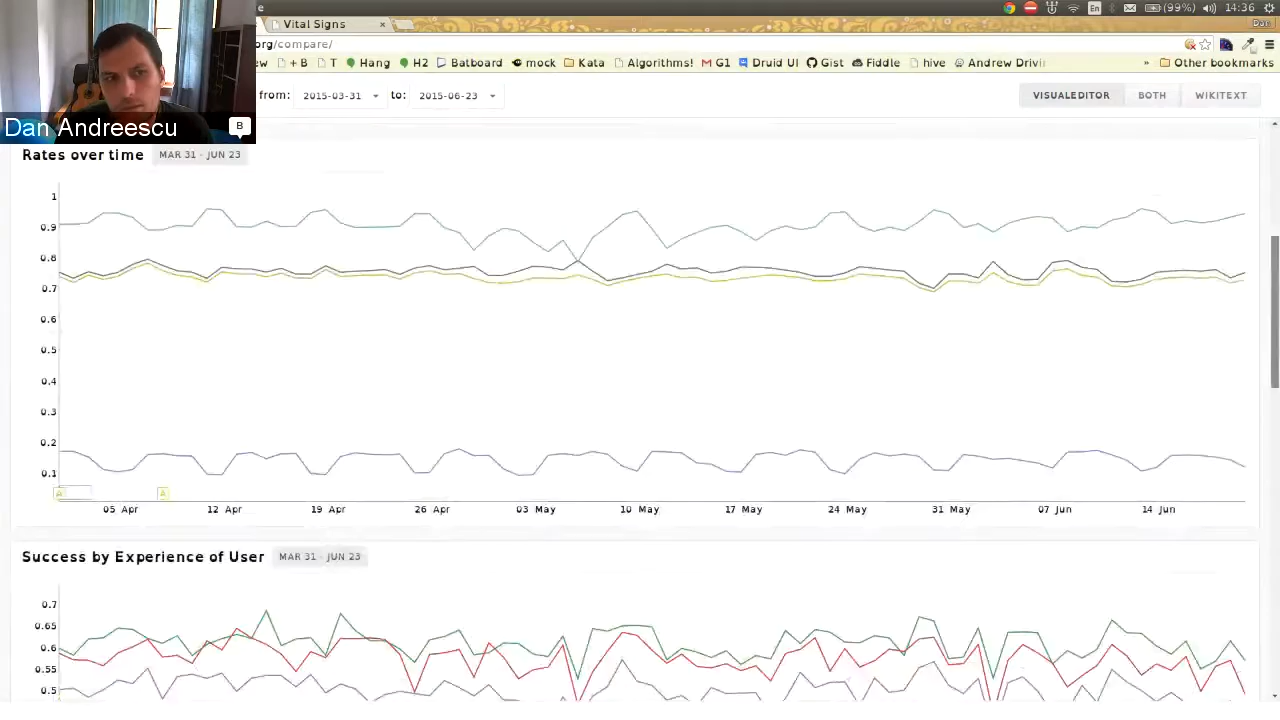 e
En
(99%)
14:36
Vital Signs
×
Dan
org/compare/
ew
+ B
T
Hang
H2
Batboard
mock
Kata
Algorithms!
G1
Druid UI
Gist
Fiddle
hive
Andrew Drivi
»
Other bookmarks
from: 2015-03-31
to: 2015-06-23
VISUALEDITOR
BOTH
WIKITEXT
Dan Andreescu
B
Rates over time
MAR 31 - JUN 23
1
0.9
0.8
0.7
0.6
0.5
0.4
0.3
0.2
0.1
A
A
05 Apr
12 Apr
19 Apr
26 Apr
03 May
10 May
17 May
24 May
31 May
07 Jun
14 Jun
Success by Experience of User
MAR 31 - JUN 23
0.7
0.65
0.6
0.55
0.5